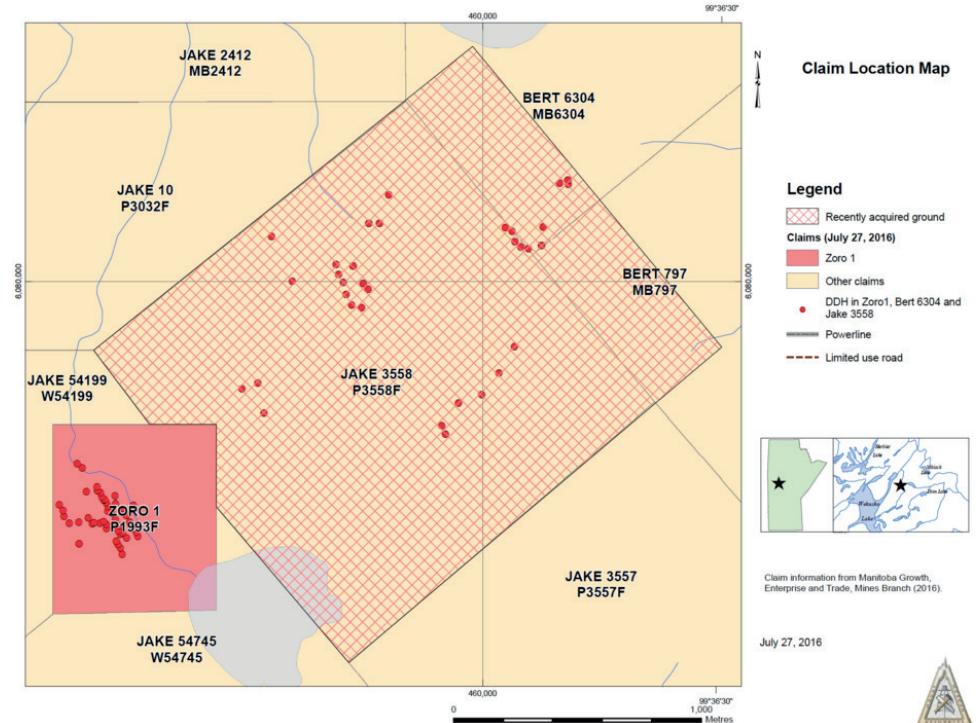 460,000
99°36'30"
JAKE 2412
MB2412
BERT 6304
MB6304
JAKE 10
P3032F
6,080,000
BERT 797
MB797
6,080,000
JAKE 3558
P3558F
JAKE 54199
W54199
ZORO 1
P1993F
JAKE 3557
P3557F
JAKE 54745
W54745
460,000
99°36'30"
0
1,000
Metres
N
Claim Location Map
Legend
Recently acquired ground
Claims (July 27, 2016)
Zoro 1
Other claims
DDH in Zoro1, Bert 6304 and
Jake 3558
Powerline
Limited use road
Lake
Lake
Lake
Claim information from Manitoba Growth,
Enterprise and Trade, Mines Branch (2016).
July 27, 2016